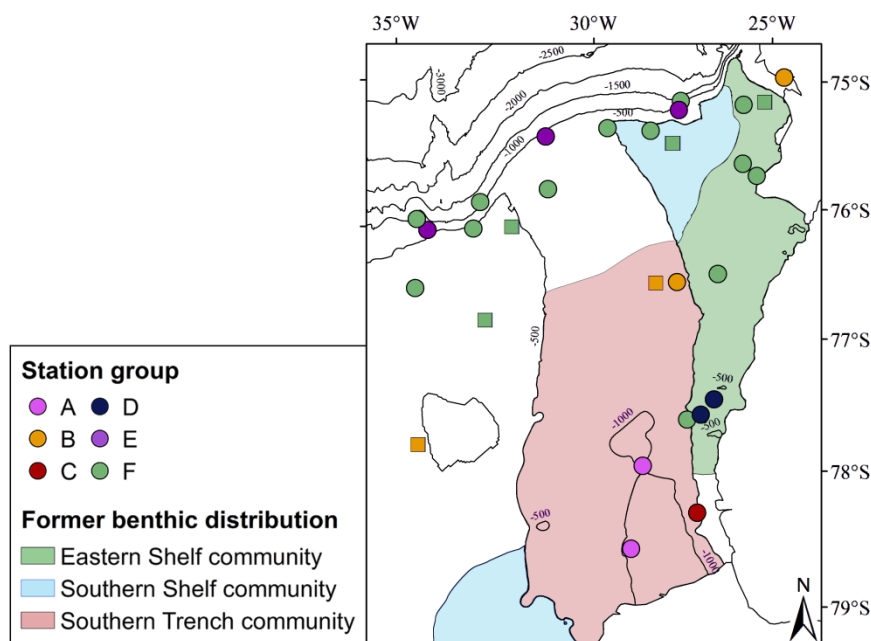 35°W 30°W 25°W
-2500
-3000
-2000
-1500
-500
-1000
75°S
76°S
-500
77°S
-500
-500
-1000
78°S
-500
-1000
79°S
N
Station group
A D
B E
C F
Former benthic distribution
Eastern Shelf community
Southern Shelf community
Southern Trench community